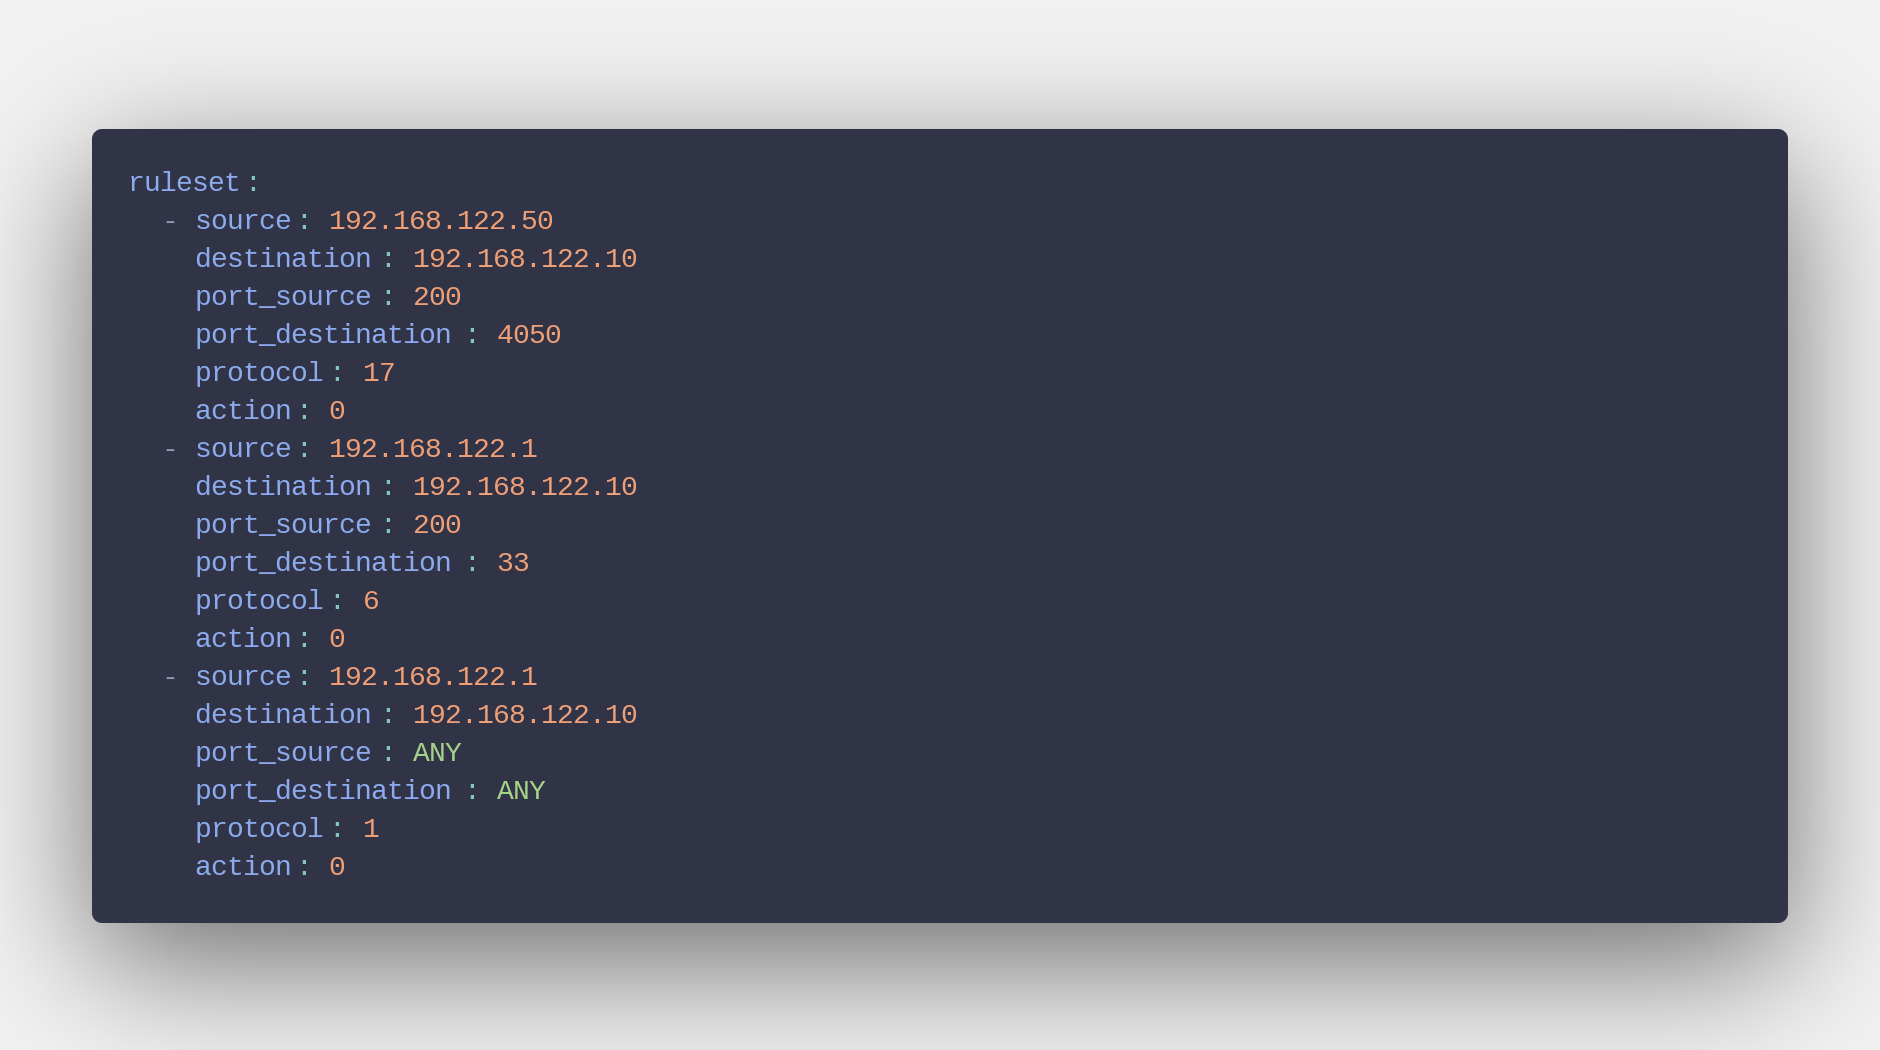 ruleset:
  - source: 192.168.122.50
    destination: 192.168.122.10
    port_source: 200
    port_destination: 4050
    protocol: 17
    action: 0
  - source: 192.168.122.1
    destination: 192.168.122.10
    port_source: 200
    port_destination: 33
    protocol: 6
    action: 0
  - source: 192.168.122.1
    destination: 192.168.122.10
    port_source: ANY
    port_destination: ANY
    protocol: 1
    action: 0